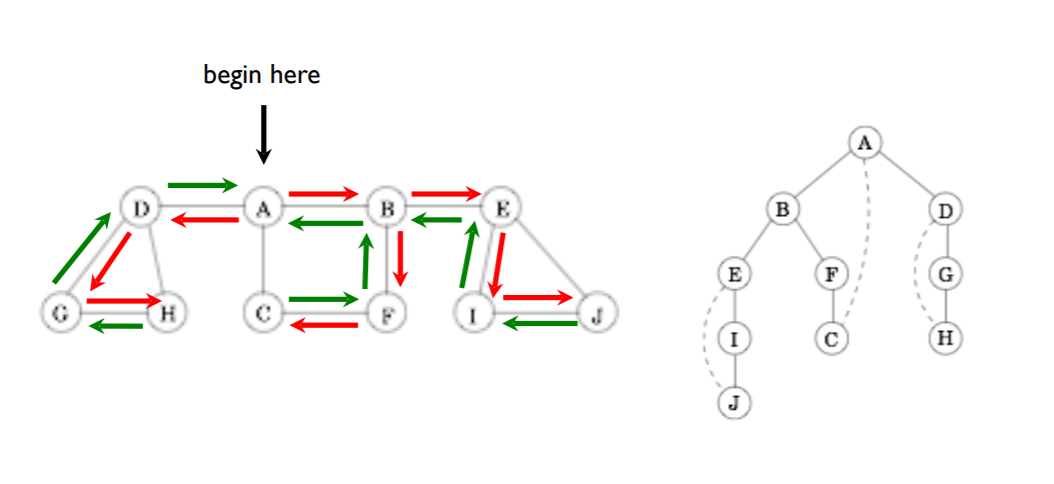 begin here
A
D A B E
B D
E F G
G H C F I J
I C H
J